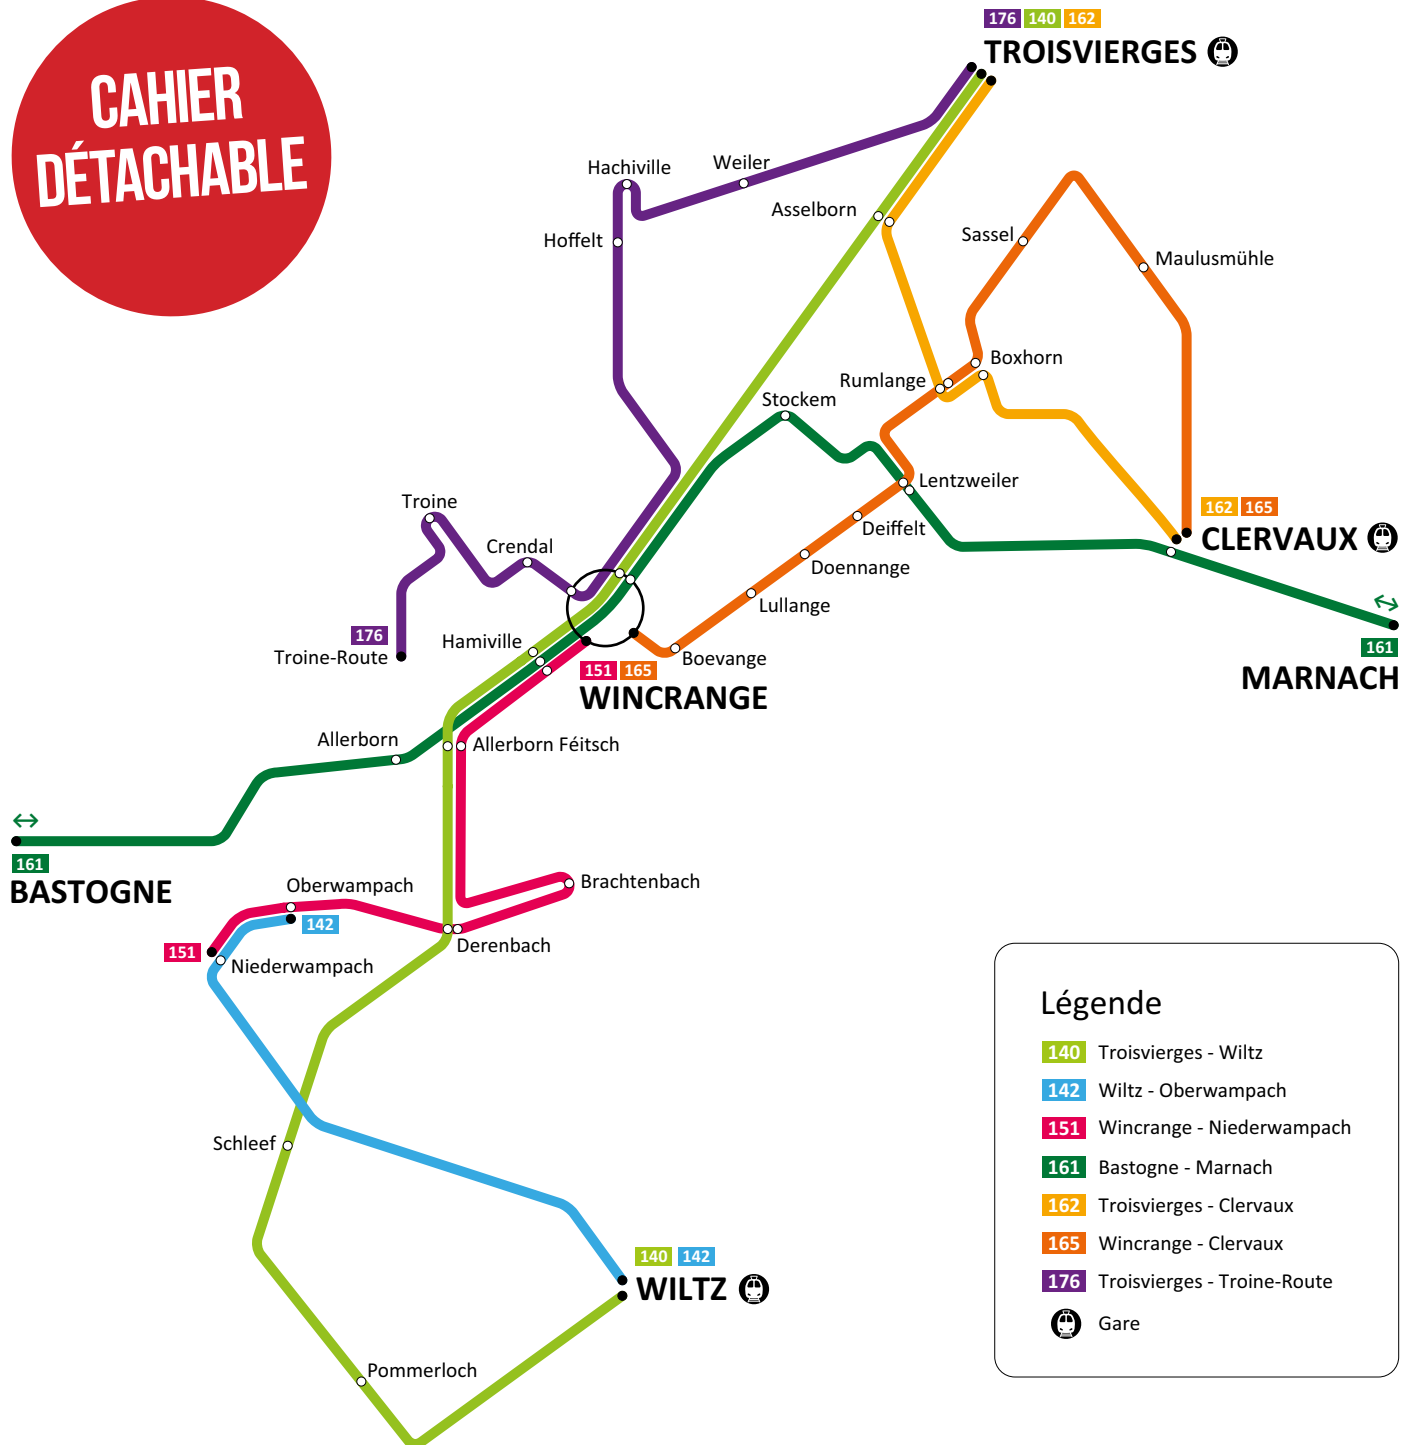 CAHIER
DÉTACHABLE
176 140 162
TROISVIERGES
Hachiville
Weiler
Asselborn
Hoffelt
Sassel
Maulusmühle
Boxhorn
Rumlange
Stockem
Lentzweiler
Troine
162 165
CLERVAUX
Deiffelt
Crendal
Doennange
Lullange
176
Troine-Route
Hamiville
Boevange
161
MARNACH
151 165
WINCRANGE
Allerborn
Allerborn Féitsch
161
BASTOGNE
Oberwampach
Brachtenbach
142
151
Derenbach
Niederwampach
Schleef
140 142
WILTZ
Pommerloch
Légende
140 Troisvierges - Wiltz
142 Wiltz - Oberwampach
151 Wincrange - Niederwampach
161 Bastogne - Marnach
162 Troisvierges - Clervaux
165 Wincrange - Clervaux
176 Troisvierges - Troine-Route
Gare